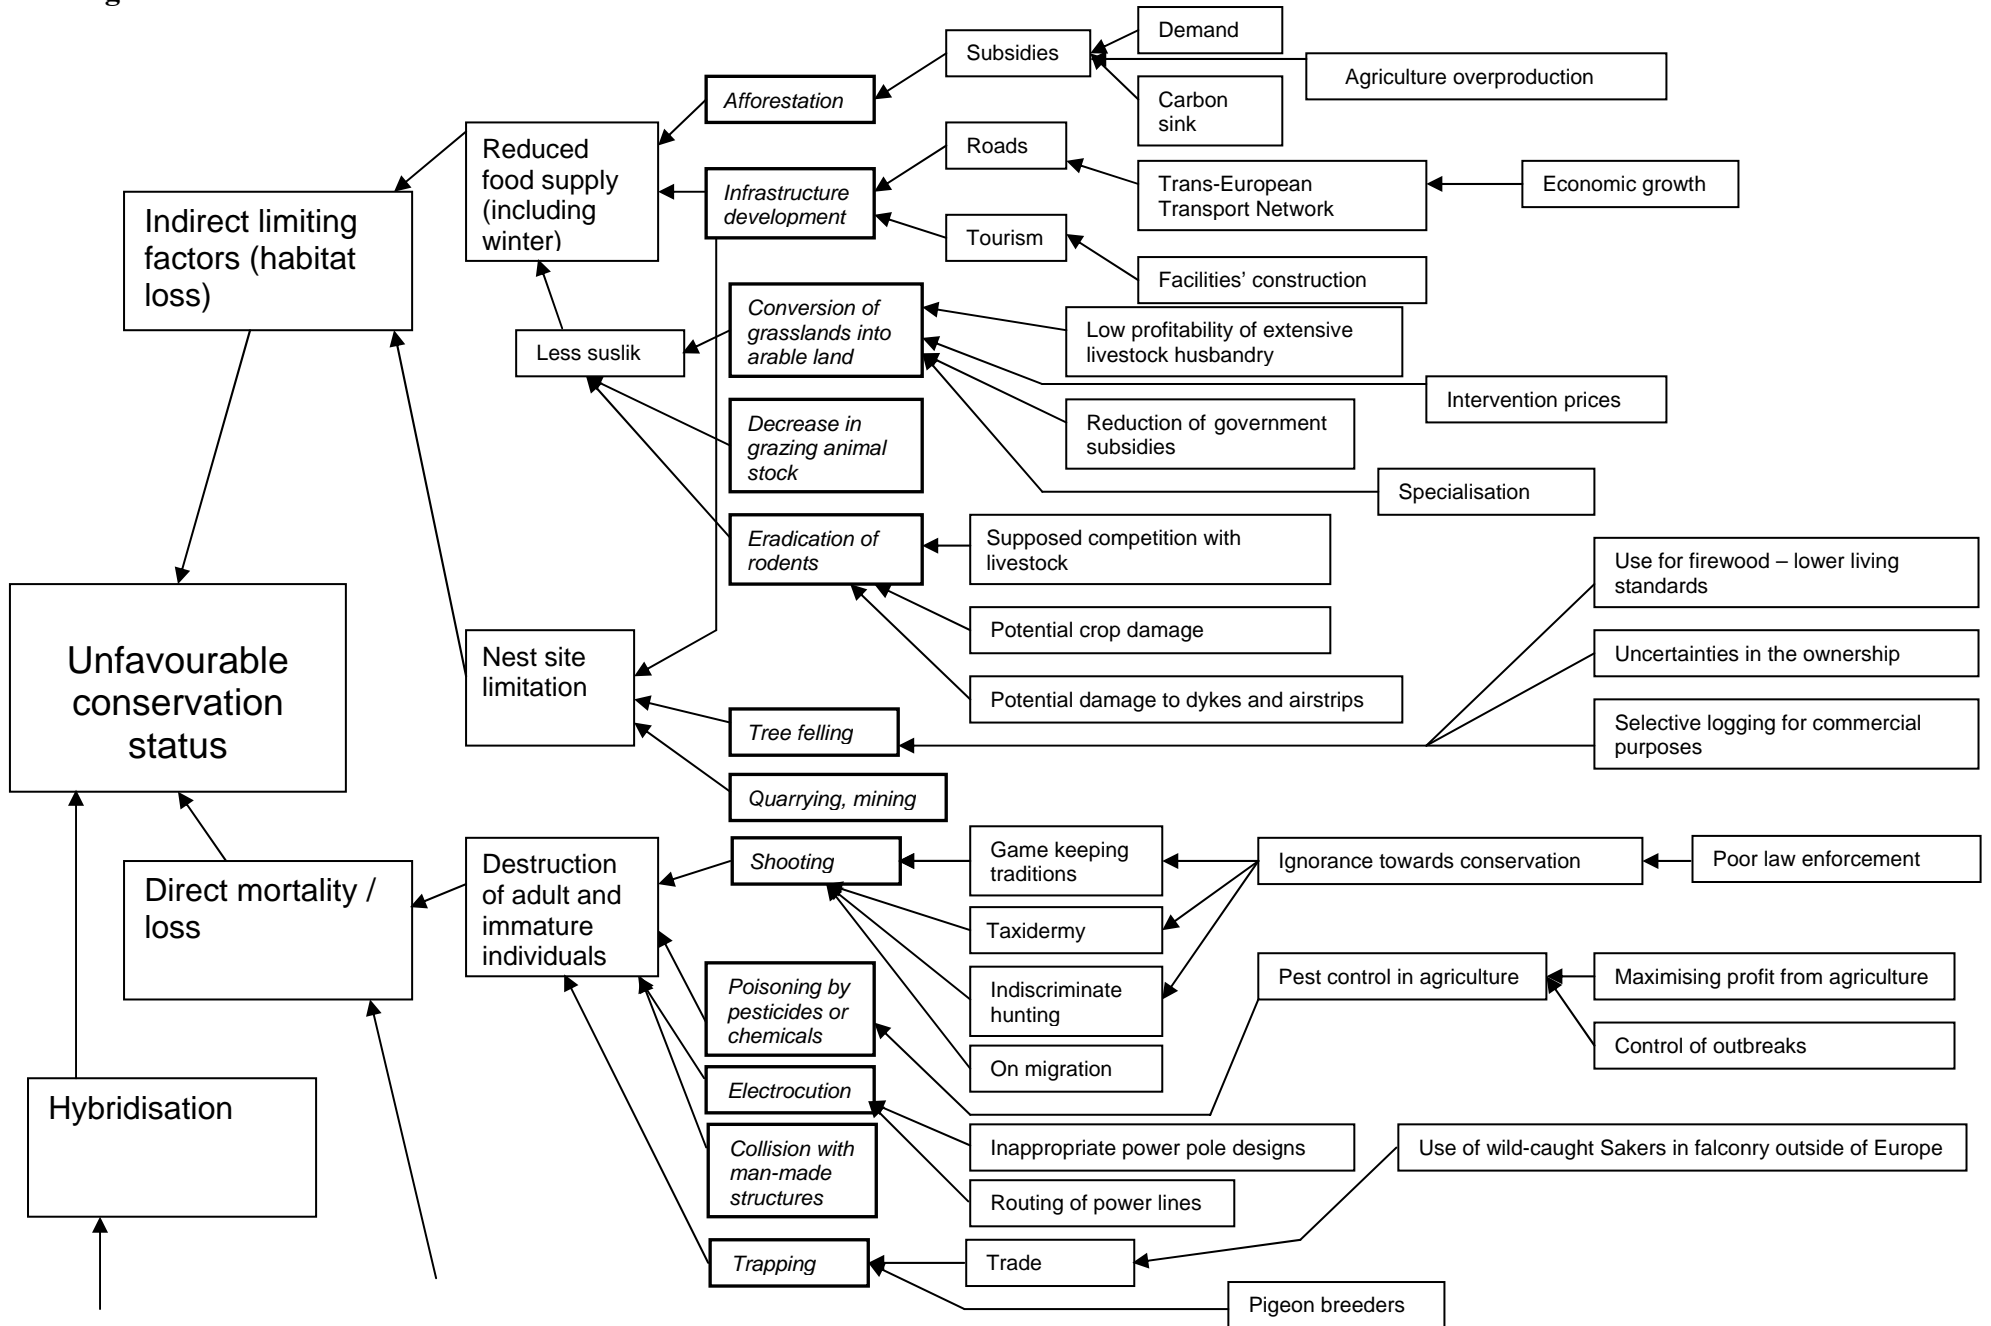 Demand
Subsidies
Agriculture overproduction
Afforestation
Carbon
sink
Reduced
food supply
(including
winter)
Roads
Infrastructure
development
Trans-European
Transport Network
Economic growth
Indirect limiting
factors (habitat
loss)
Tourism
Facilities’ construction
Conversion of
grasslands into
arable land
Low profitability of extensive
livestock husbandry
Less suslik
Intervention prices
Decrease in
grazing animal
stock
Reduction of government
subsidies
Specialisation
Eradication of
rodents
Supposed competition with
livestock
Use for firewood – lower living
standards
Potential crop damage
Unfavourable
conservation
status
Nest site
limitation
Uncertainties in the ownership
Potential damage to dykes and airstrips
Tree felling
Selective logging for commercial
purposes
Quarrying, mining
Destruction
of adult and
immature
individuals
Shooting
Game keeping
traditions
Ignorance towards conservation
Poor law enforcement
Direct mortality /
loss
Taxidermy
Poisoning by
pesticides or
chemicals
Indiscriminate
hunting
Pest control in agriculture
Maximising profit from agriculture
Control of outbreaks
On migration
Electrocution
Hybridisation
Collision with
man-made
structures
Inappropriate power pole designs
Use of wild-caught Sakers in falconry outside of Europe
Routing of power lines
Trapping
Trade
Pigeon breeders